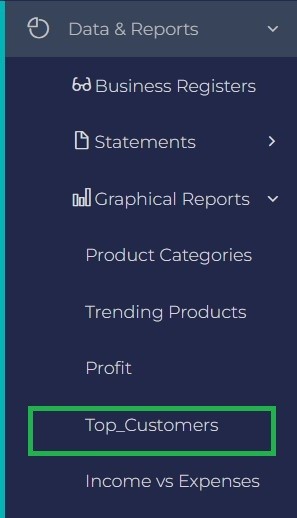 Data & Reports
Business Registers
Statements
Graphical Reports
Product Categories
Trending Products
Profit
Top_Customers
Income vs Expenses